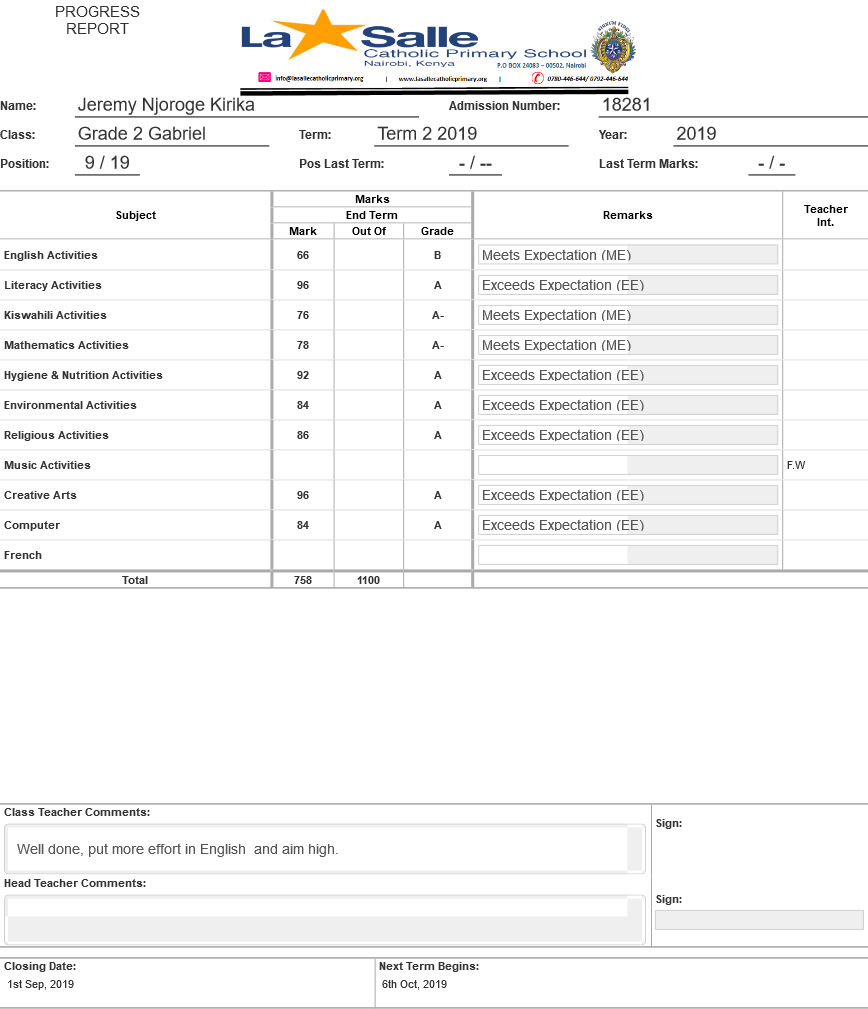 PROGRESS
REPORT
La Salle
Catholic Primary School
Nairobi, Kenya
P.O BOX 24083 – 00502, Nairobi
info@lasallecatholicprimary.org | www.lasallecatholicprimary.org | 0780-446-644/ 0792-446-644
Name: Jeremy Njoroge Kirika Admission Number: 18281
Class: Grade 2 Gabriel Term: Term 2 2019 Year: 2019
Position: 9 / 19 Pos Last Term: - / -- Last Term Marks: - / -
Subject Marks Remarks Teacher Int.
End Term
Mark Out Of Grade
English Activities 66 B Meets Expectation (ME)
Literacy Activities 96 A Exceeds Expectation (EE)
Kiswahili Activities 76 A- Meets Expectation (ME)
Mathematics Activities 78 A- Meets Expectation (ME)
Hygiene & Nutrition Activities 92 A Exceeds Expectation (EE)
Environmental Activities 84 A Exceeds Expectation (EE)
Religious Activities 86 A Exceeds Expectation (EE)
Music Activities F.W
Creative Arts 96 A Exceeds Expectation (EE)
Computer 84 A Exceeds Expectation (EE)
French
Total 758 1100
Class Teacher Comments:
Sign:
Well done, put more effort in English and aim high.
Head Teacher Comments:
Sign:
Closing Date: Next Term Begins:
1st Sep, 2019 6th Oct, 2019